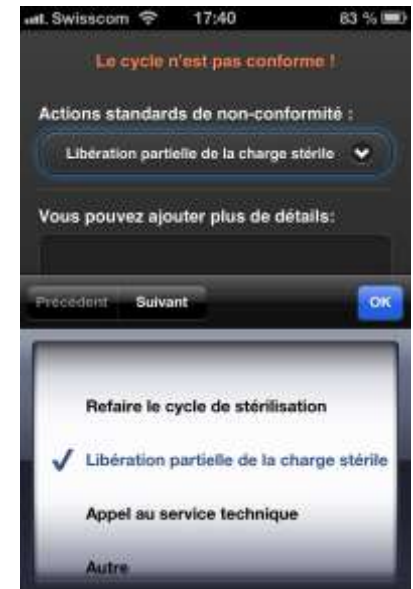 Swisscom 17:40 83 %
Le cycle n'est pas conforme !
Actions standards de non-conformité :
Libération partielle de la charge stérile
Vous pouvez ajouter plus de détails:
Précédent Suivant OK
Refaire le cycle de stérilisation
Libération partielle de la charge stérile
Appel au service technique
Autre